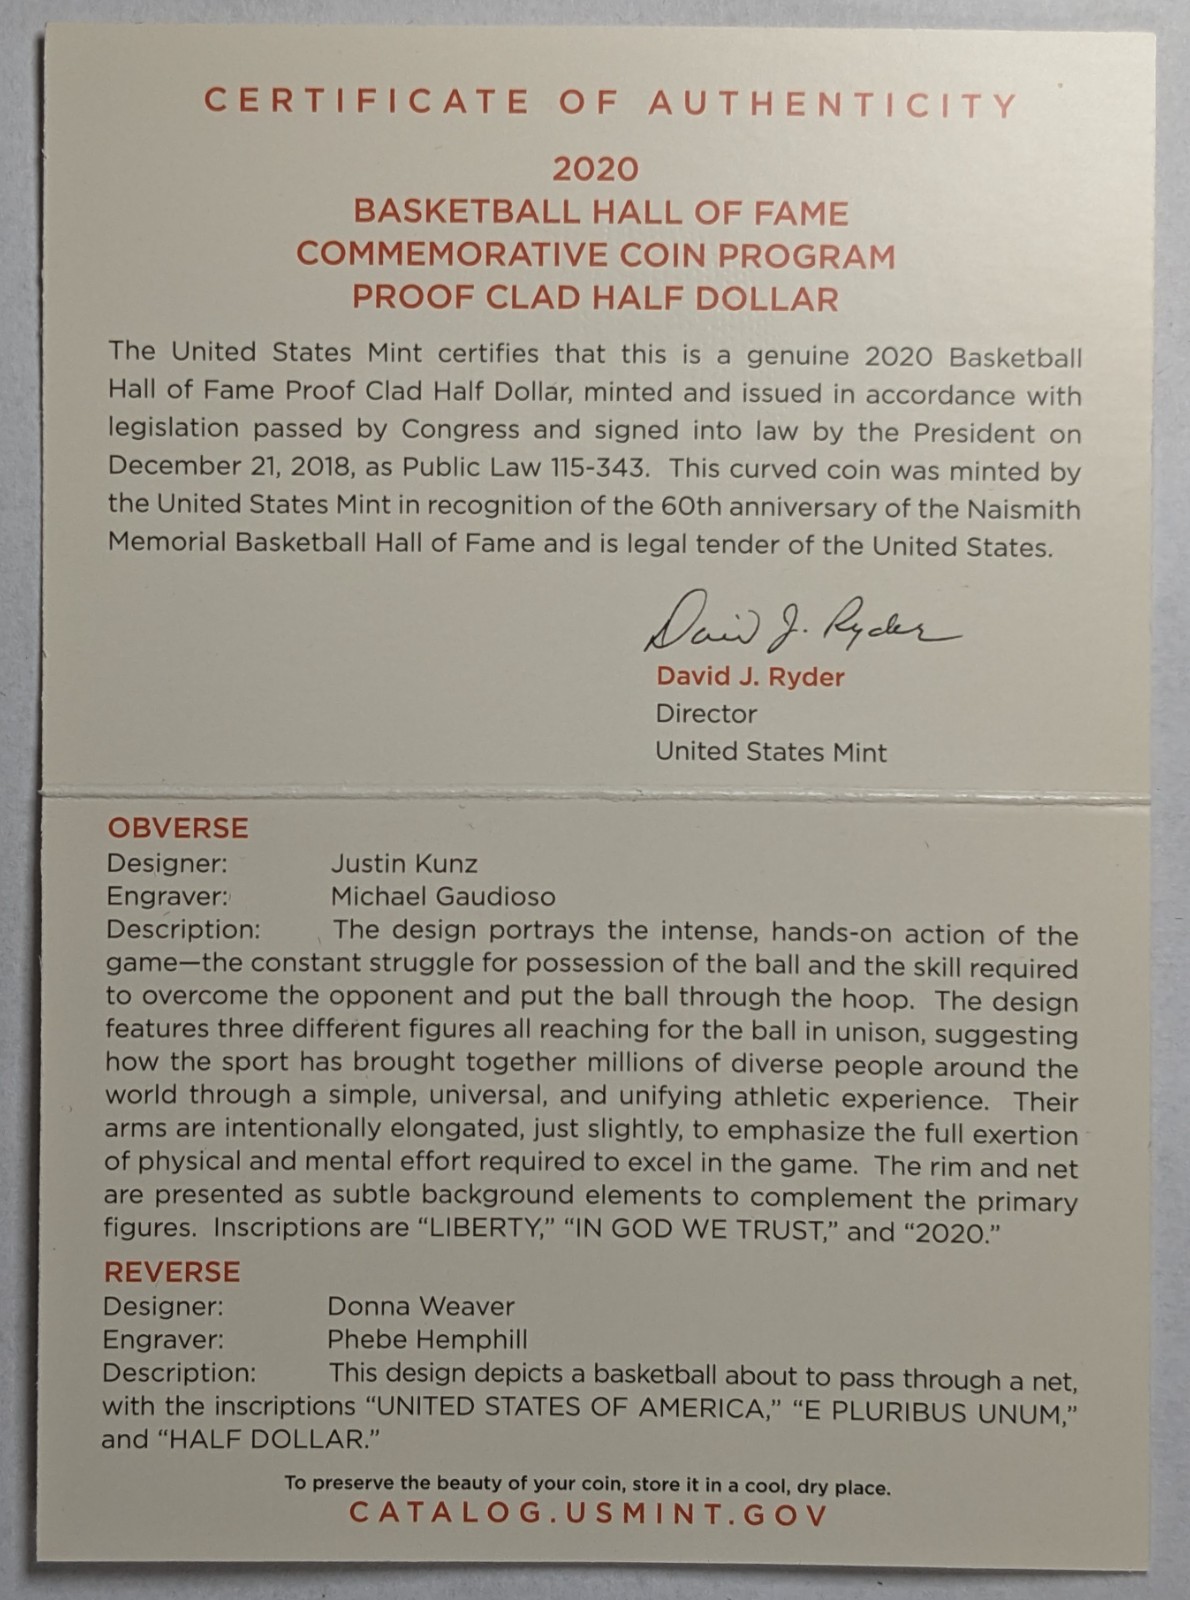 CERTIFICATE OF AUTHENTICITY
2020
BASKETBALL HALL OF FAME
COMMEMORATIVE COIN PROGRAM
PROOF CLAD HALF DOLLAR
The United States Mint certifies that this is a genuine 2020 Basketball
Hall of Fame Proof Clad Half Dollar, minted and issued in accordance with
legislation passed by Congress and signed into law by the President on
December 21, 2018, as Public Law 115-343. This curved coin was minted by
the United States Mint in recognition of the 60th anniversary of the Naismith
Memorial Basketball Hall of Fame and is legal tender of the United States.
David J. Ryder
David J. Ryder
Director
United States Mint
OBVERSE
Designer: Justin Kunz
Engraver: Michael Gaudioso
Description: The design portrays the intense, hands-on action of the
game—the constant struggle for possession of the ball and the skill required
to overcome the opponent and put the ball through the hoop. The design
features three different figures all reaching for the ball in unison, suggesting
how the sport has brought together millions of diverse people around the
world through a simple, universal, and unifying athletic experience. Their
arms are intentionally elongated, just slightly, to emphasize the full exertion
of physical and mental effort required to excel in the game. The rim and net
are presented as subtle background elements to complement the primary
figures. Inscriptions are “LIBERTY,” “IN GOD WE TRUST,” and “2020.”
REVERSE
Designer: Donna Weaver
Engraver: Phebe Hemphill
Description: This design depicts a basketball about to pass through a net,
with the inscriptions “UNITED STATES OF AMERICA,” “E PLURIBUS UNUM,”
and “HALF DOLLAR.”
To preserve the beauty of your coin, store it in a cool, dry place.
CATALOG.USMINT.GOV